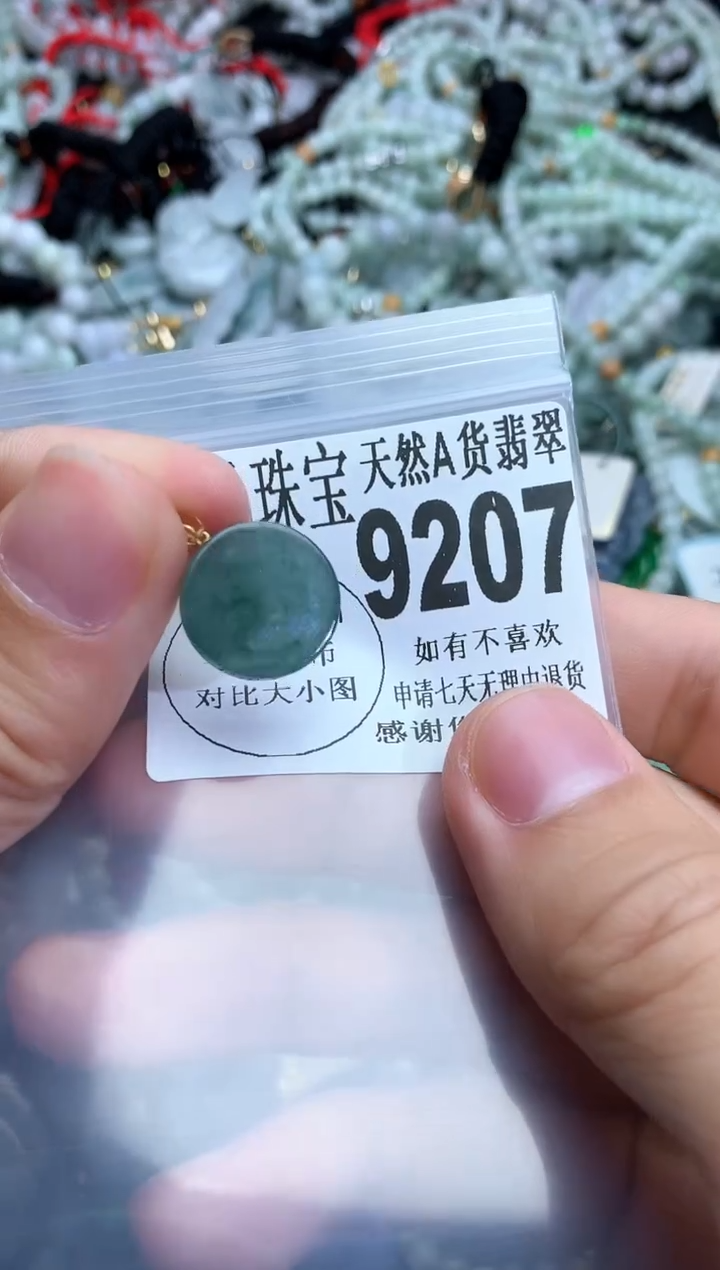 珠宝 天然A货翡翠
9207
如有不喜欢
申请七天无理由退货
感谢
币
对比大小图